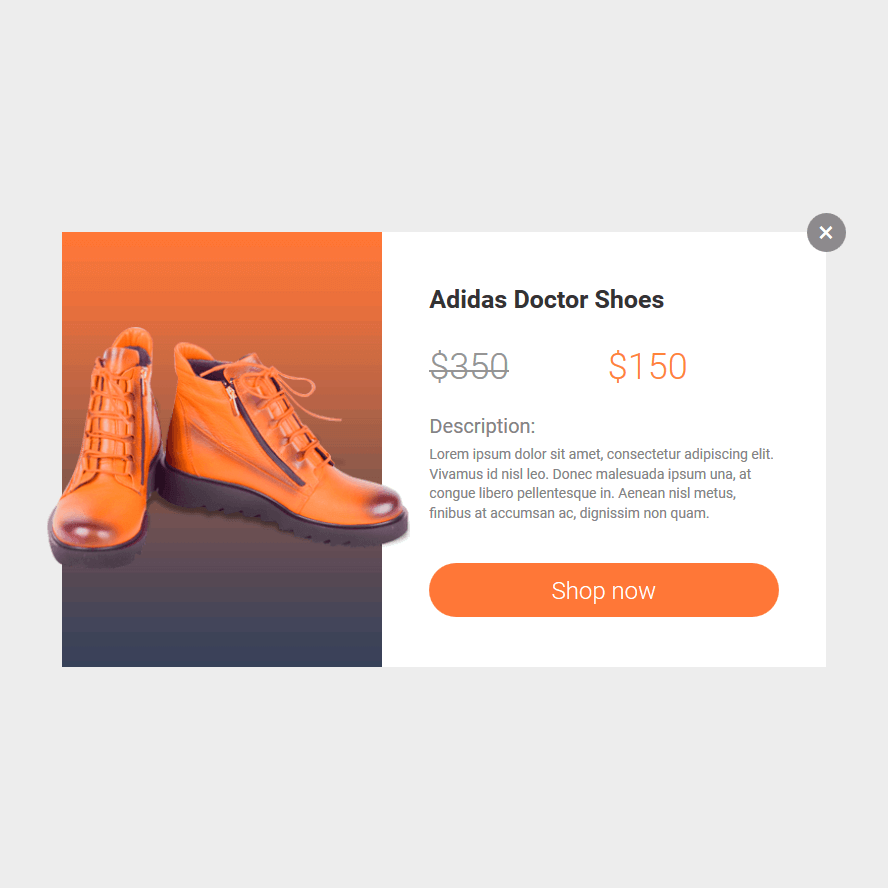 Adidas Doctor Shoes
$350 $150
Description:
Lorem ipsum dolor sit amet, consectetur adipiscing elit.
Vivamus id nisl leo. Donec malesuada ipsum una, at
congue libero pellentesque in. Aenean nisl metus,
finibus at accumsan ac, dignissim non quam.
Shop now